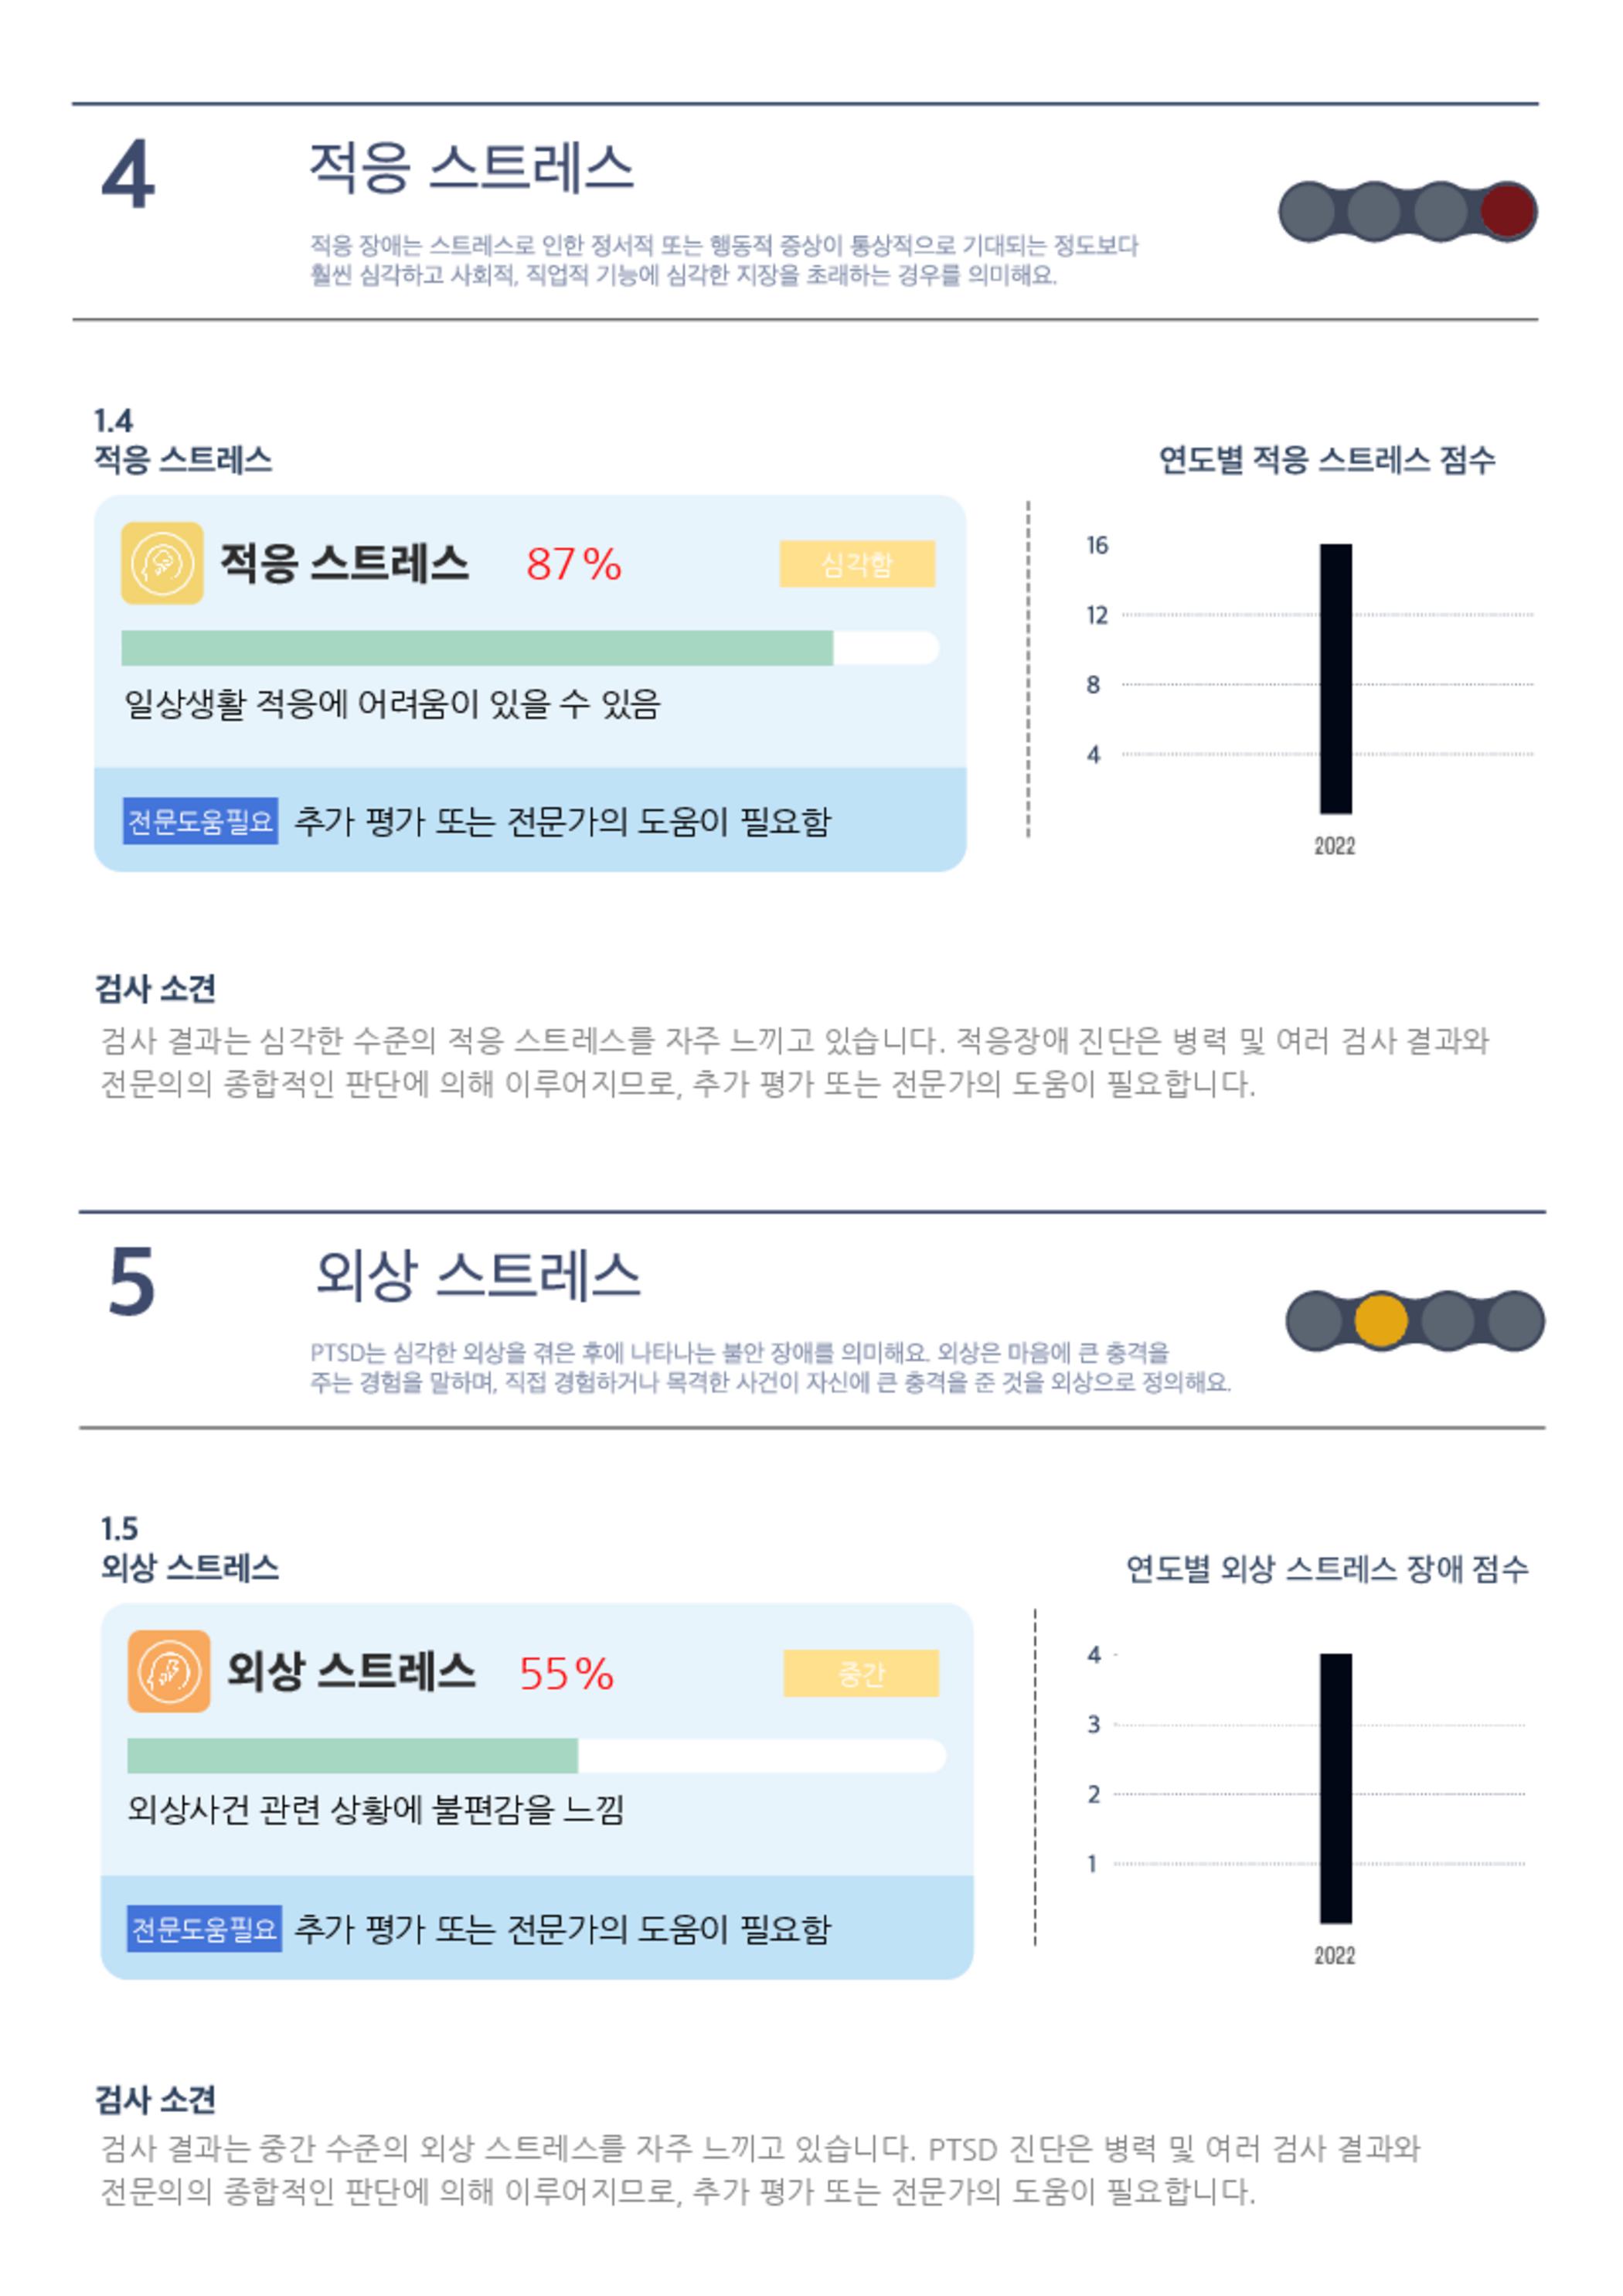 4
적응 스트레스
적응 장애는 스트레스로 인한 정서적 또는 행동적 증상이 통상적으로 기대되는 정도보다
훨씬 심각하고 사회적, 직업적 기능에 심각한 지장을 초래하는 경우를 의미해요.
1.4
적응 스트레스
적응 스트레스 87%
심각함
일상생활 적응에 어려움이 있을 수 있음
전문도움필요 추가 평가 또는 전문가의 도움이 필요함
연도별 적응 스트레스 점수
16
12
8
4
2022
검사 소견
검사 결과는 심각한 수준의 적응 스트레스를 자주 느끼고 있습니다. 적응장애 진단은 병력 및 여러 검사 결과와
전문의의 종합적인 판단에 의해 이루어지므로, 추가 평가 또는 전문가의 도움이 필요합니다.
5
외상 스트레스
PTSD는 심각한 외상을 겪은 후에 나타나는 불안 장애를 의미해요. 외상은 마음에 큰 충격을
주는 경험을 말하며, 직접 경험하거나 목격한 사건이 자신에 큰 충격을 준 것을 외상으로 정의해요.
1.5
외상 스트레스
외상 스트레스 55%
중간
외상사건 관련 상황에 불편감을 느낌
전문도움필요 추가 평가 또는 전문가의 도움이 필요함
연도별 외상 스트레스 장애 점수
4
3
2
1
2022
검사 소견
검사 결과는 중간 수준의 외상 스트레스를 자주 느끼고 있습니다. PTSD 진단은 병력 및 여러 검사 결과와
전문의의 종합적인 판단에 의해 이루어지므로, 추가 평가 또는 전문가의 도움이 필요합니다.